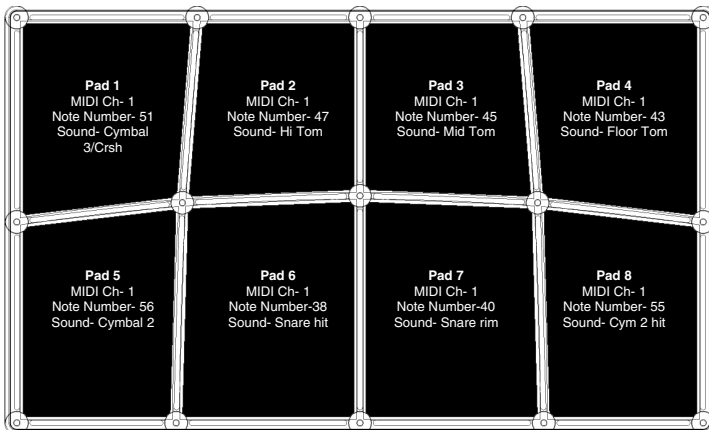 Pad 1
MIDI Ch- 1
Note Number- 51
Sound- Cymbal
3/Crsh
Pad 2
MIDI Ch- 1
Note Number- 47
Sound- Hi Tom
Pad 3
MIDI Ch- 1
Note Number- 45
Sound- Mid Tom
Pad 4
MIDI Ch- 1
Note Number- 43
Sound- Floor Tom
Pad 5
MIDI Ch- 1
Note Number- 56
Sound- Cymbal 2
Pad 6
MIDI Ch- 1
Note Number-38
Sound- Snare hit
Pad 7
MIDI Ch- 1
Note Number-40
Sound- Snare rim
Pad 8
MIDI Ch- 1
Note Number- 55
Sound- Cym 2 hit